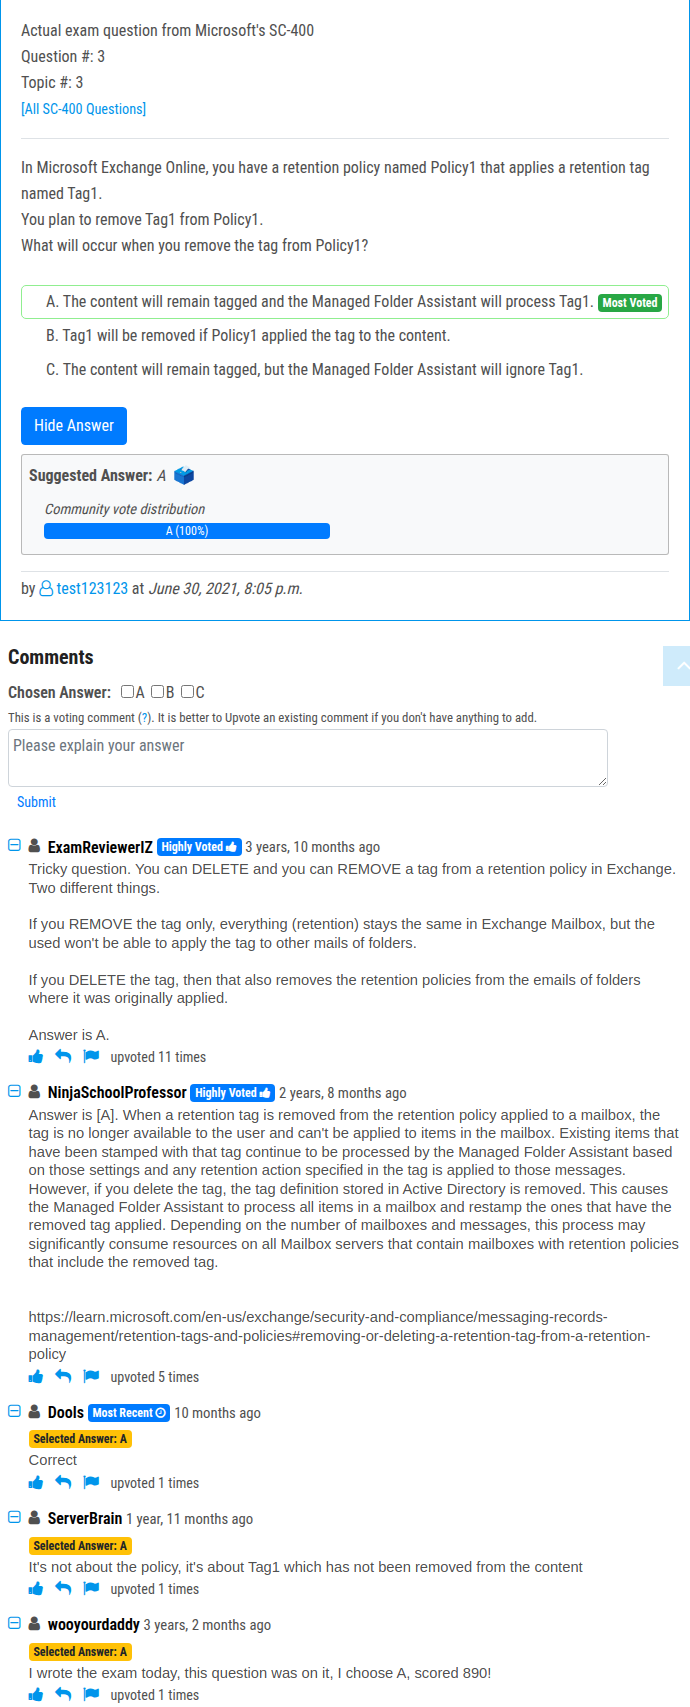 Actual exam question from Microsoft's SC-400
Question #: 3
Topic #: 3
[All SC-400 Questions]
In Microsoft Exchange Online, you have a retention policy named Policy1 that applies a retention tag
named Tag1.
You plan to remove Tag1 from Policy1.
What will occur when you remove the tag from Policy1?
A. The content will remain tagged and the Managed Folder Assistant will process Tag1. Most Voted
B. Tag1 will be removed if Policy1 applied the tag to the content.
C. The content will remain tagged, but the Managed Folder Assistant will ignore Tag1.
Hide Answer
Suggested Answer: A
Community vote distribution
A (100%)
by test123123 at June 30, 2021, 8:05 p.m.
Comments
Chosen Answer: A B C
This is a voting comment (?). It is better to Upvote an existing comment if you don't have anything to add.
Please explain your answer
Submit
ExamReviewerIZ Highly Voted 3 years, 10 months ago
Tricky question. You can DELETE and you can REMOVE a tag from a retention policy in Exchange.
Two different things.
If you REMOVE the tag only, everything (retention) stays the same in Exchange Mailbox, but the
used won't be able to apply the tag to other mails of folders.
If you DELETE the tag, then that also removes the retention policies from the emails of folders
where it was originally applied.
Answer is A.
upvoted 11 times
NinjaSchoolProfessor Highly Voted 2 years, 8 months ago
Answer is [A]. When a retention tag is removed from the retention policy applied to a mailbox, the
tag is no longer available to the user and can't be applied to items in the mailbox. Existing items that
have been stamped with that tag continue to be processed by the Managed Folder Assistant based
on those settings and any retention action specified in the tag is applied to those messages.
However, if you delete the tag, the tag definition stored in Active Directory is removed. This causes
the Managed Folder Assistant to process all items in a mailbox and restamp the ones that have the
removed tag applied. Depending on the number of mailboxes and messages, this process may
significantly consume resources on all Mailbox servers that contain mailboxes with retention policies
that include the removed tag.
https://learn.microsoft.com/en-us/exchange/security-and-compliance/messaging-records-
management/retention-tags-and-policies#removing-or-deleting-a-retention-tag-from-a-retention-
policy
upvoted 5 times
Dools Most Recent 10 months ago
Selected Answer: A
Correct
upvoted 1 times
ServerBrain 1 year, 11 months ago
Selected Answer: A
It's not about the policy, it's about Tag1 which has not been removed from the content
upvoted 1 times
wooyourdaddy 3 years, 2 months ago
Selected Answer: A
I wrote the exam today, this question was on it, I choose A, scored 890!
upvoted 1 times